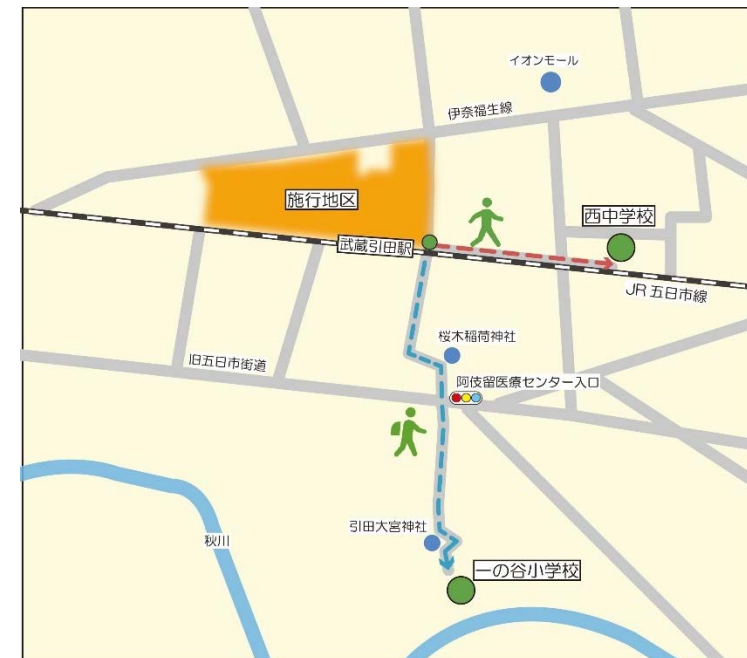 イオンモール
伊奈福生線
施行地区
西中学校
武蔵引田駅
JR 五日市線
桜木稲荷神社
旧五日市街道
阿伎留医療センター入口
引田大宮神社
秋川
一の谷小学校